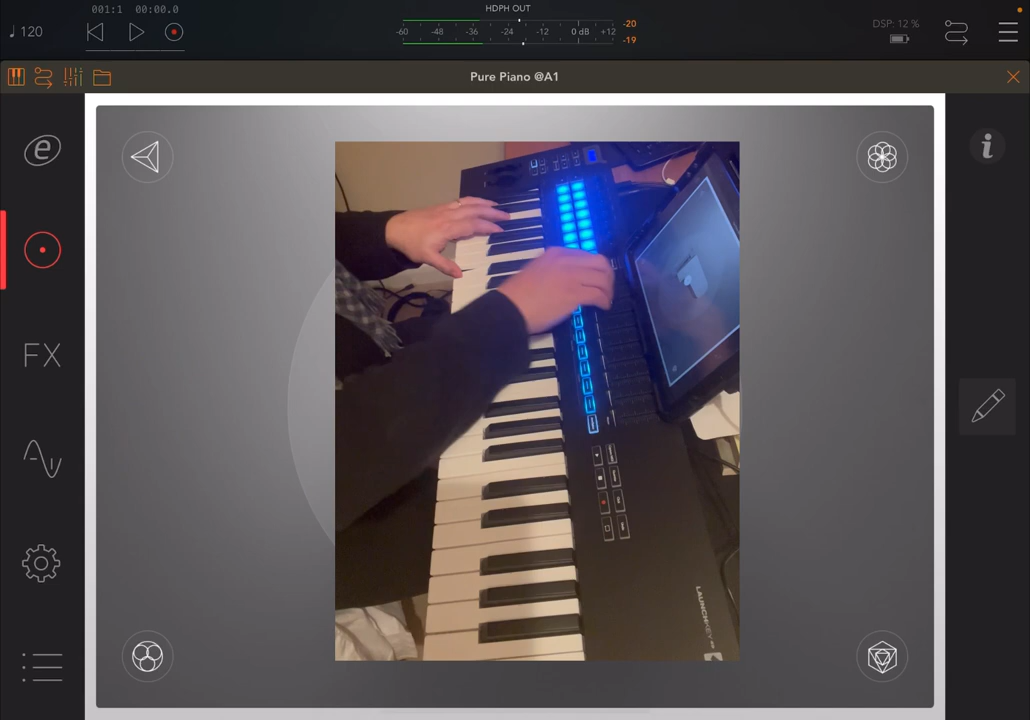 001:1 00:00.0
HDPH OUT
♩ 120
-60 -48 -36 -24 -12 0 dB +12
-20
-19
DSP: 12 %
Pure Piano @A1
e
i
FX
LAUNCHKEY